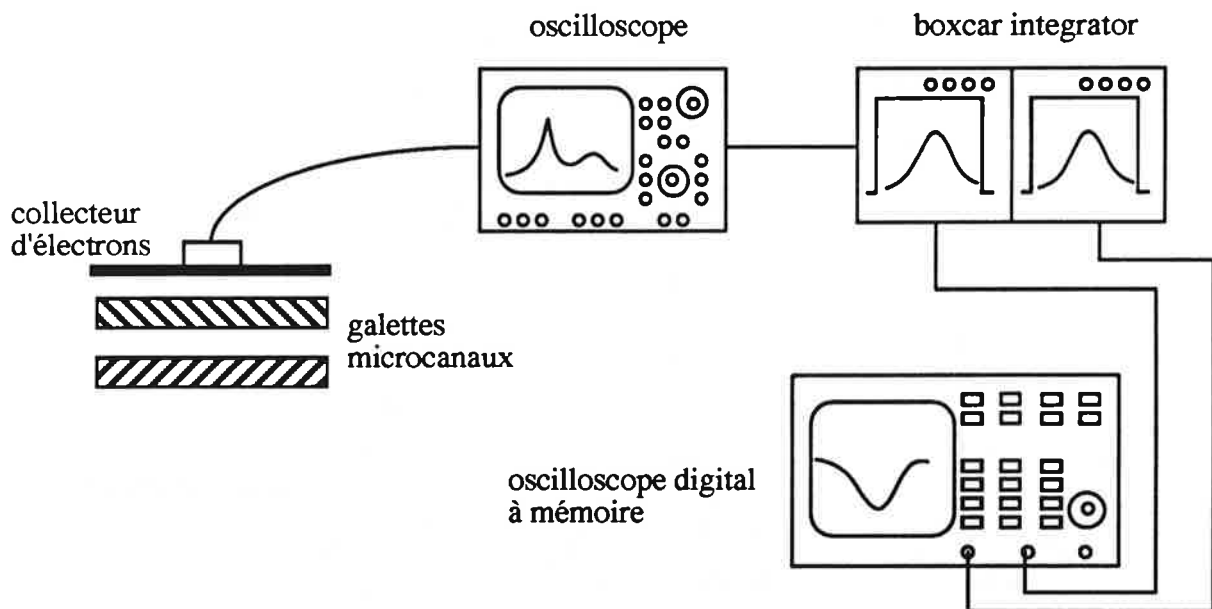 oscilloscope
boxcar integrator
collecteur
d'électrons
galettes
microcanaux
oscilloscope digital
à mémoire